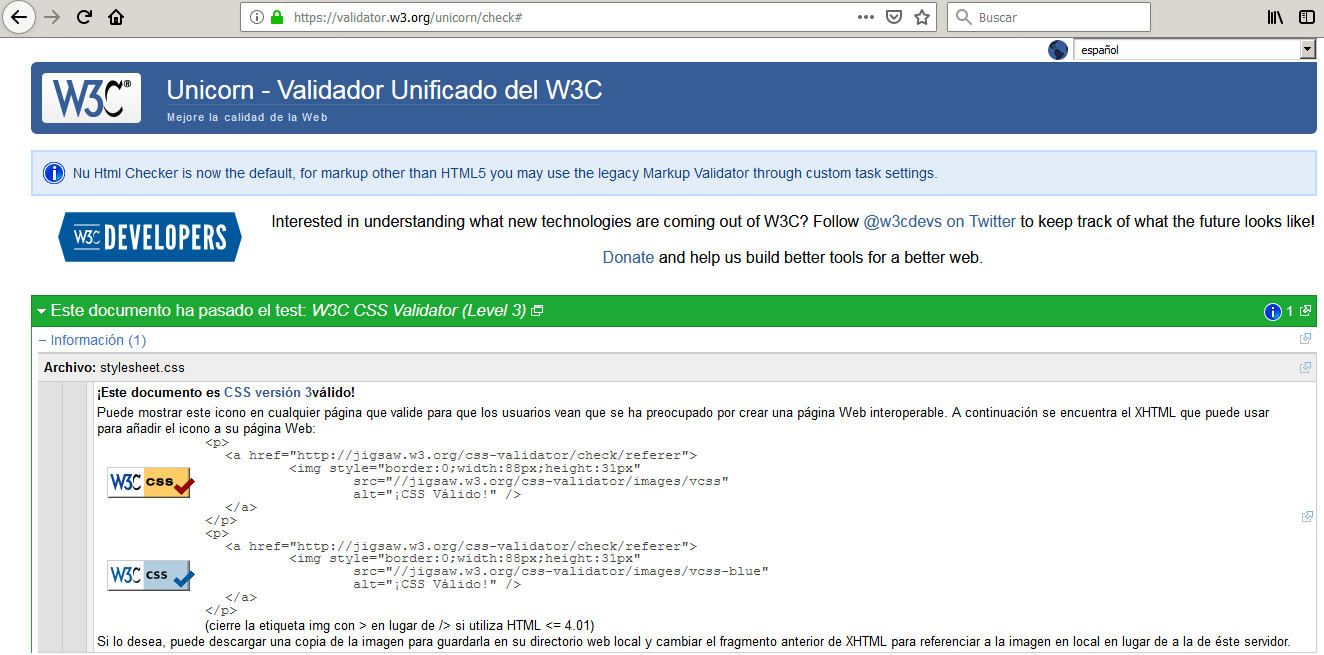 https://validator.w3.org/unicorn/check#
Buscar
español
W3C®
Unicorn - Validador Unificado del W3C
Mejore la calidad de la Web
Nu Html Checker is now the default, for markup other than HTML5 you may use the legacy Markup Validator through custom task settings.
W3C DEVELOPERS
Interested in understanding what new technologies are coming out of W3C? Follow @w3cdevs on Twitter to keep track of what the future looks like!
Donate and help us build better tools for a better web.
Este documento ha pasado el test: W3C CSS Validator (Level 3)
1
− Información (1)
Archivo: stylesheet.css
¡Este documento es CSS versión 3válido!
Puede mostrar este icono en cualquier página que valide para que los usuarios vean que se ha preocupado por crear una página Web interoperable. A continuación se encuentra el XHTML que puede usar
para añadir el icono a su página Web:
<p>
<a href="http://jigsaw.w3.org/css-validator/check/referer">
<img style="border:0;width:88px;height:31px"
src="//jigsaw.w3.org/css-validator/images/vcss"
alt="¡CSS Válido!" />
</a>
</p>
W3C css
<p>
<a href="http://jigsaw.w3.org/css-validator/check/referer">
<img style="border:0;width:88px;height:31px"
src="//jigsaw.w3.org/css-validator/images/vcss-blue"
alt="¡CSS Válido!" />
</a>
</p>
W3C css
(cierre la etiqueta img con > en lugar de /> si utiliza HTML <= 4.01)
Si lo desea, puede descargar una copia de la imagen para guardarla en su directorio web local y cambiar el fragmento anterior de XHTML para referenciar a la imagen en local en lugar de a la de éste servidor.